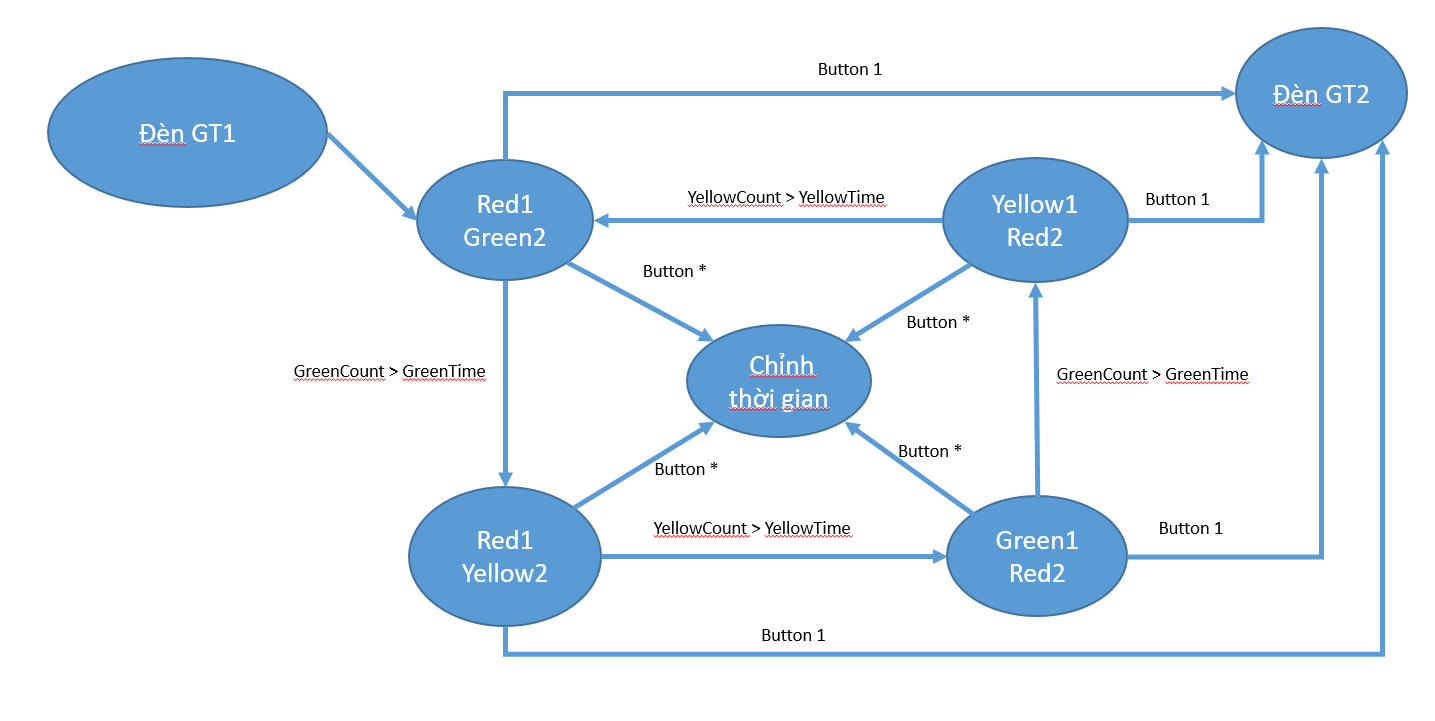 Button 1
Đèn GT2
Đèn GT1
Red1
Green2
YellowCount > YellowTime
Yellow1
Red2
Button 1
Button *
Button *
GreenCount > GreenTime
Chỉnh
thời gian
GreenCount > GreenTime
Button *
Button *
Red1
Yellow2
YellowCount > YellowTime
Green1
Red2
Button 1
Button 1